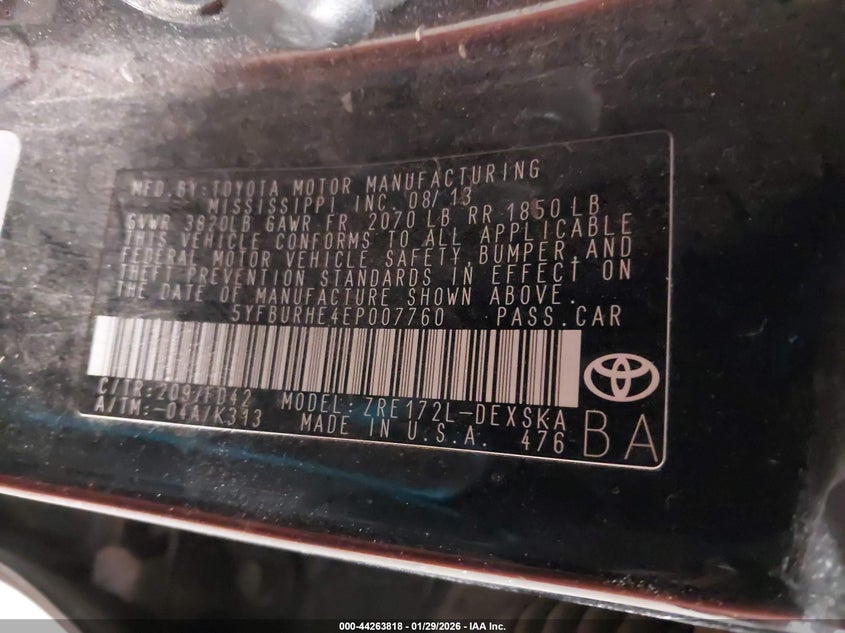 MFD. BY: TOYOTA MOTOR MANUFACTURING
MISSISSIPPI INC. 08/13
GVWR 3820LB GAWR FR 2070 LB RR 1850 LB
THIS VEHICLE CONFORMS TO ALL APPLICABLE
FEDERAL MOTOR VEHICLE SAFETY, BUMPER, AND
THEFT PREVENTION STANDARDS IN EFFECT ON
THE DATE OF MANUFACTURE SHOWN ABOVE.
5YFBURHE4EP007760 PASS. CAR
C/TR: 209/FD42 MODEL: ZRE172L-DEXSKA
A/TM: -04A/K313 MADE IN U.S.A. 476
BA
000-44263818 - 01/29/2026 - IAA Inc.